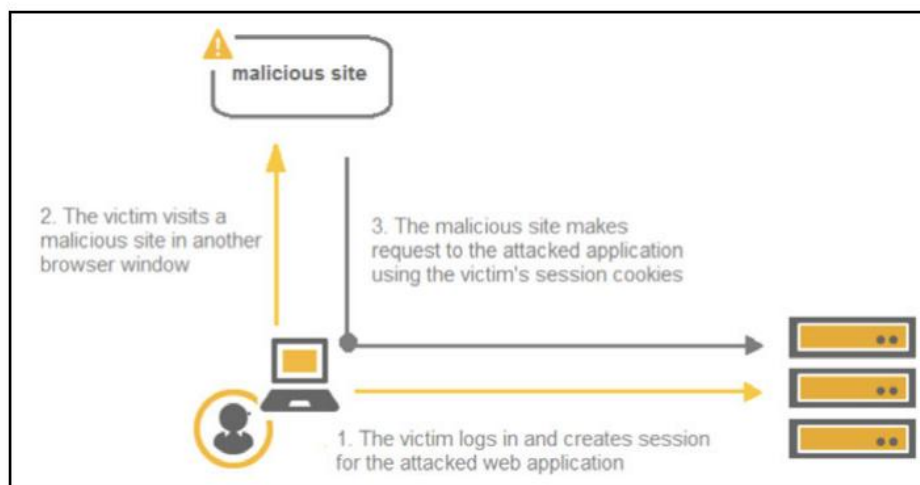 malicious site
2. The victim visits a
malicious site in another
browser window
3. The malicious site makes
request to the attacked application
using the victim's session cookies
1. The victim logs in and creates session
for the attacked web application